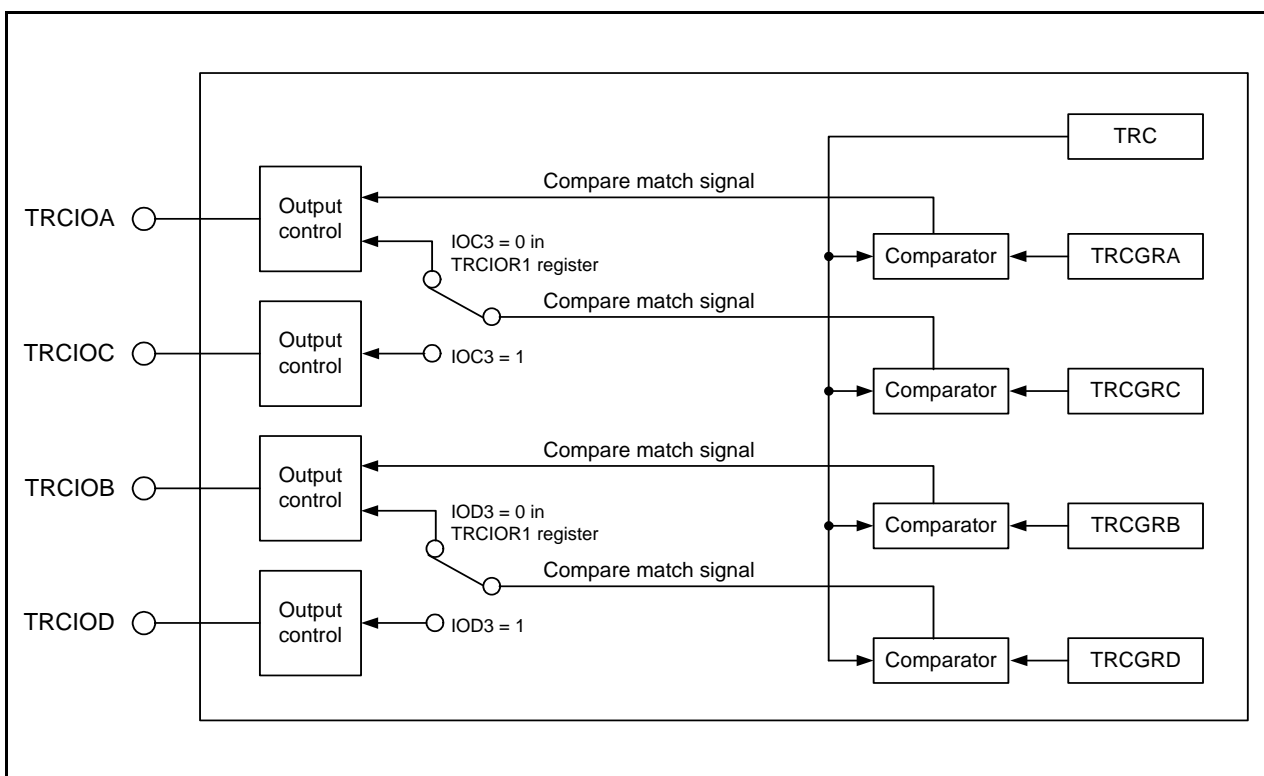 TRC
Compare match signal
TRCIOA
Output
control
IOC3 = 0 in
TRCIOR1 register
Comparator
TRCGRA
Compare match signal
TRCIOC
Output
control
IOC3 = 1
Comparator
TRCGRC
Compare match signal
TRCIOB
Output
control
IOD3 = 0 in
TRCIOR1 register
Comparator
TRCGRB
Compare match signal
TRCIOD
Output
control
IOD3 = 1
Comparator
TRCGRD